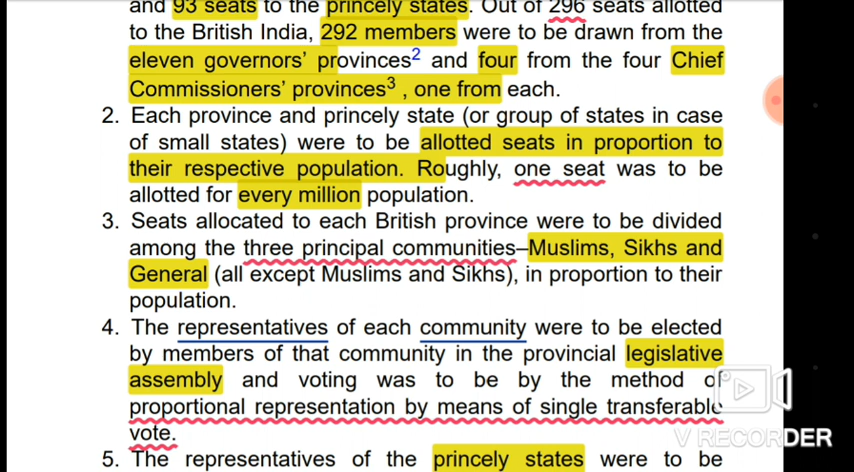 and 93 seats to the princely states. Out of 296 seats allotted
to the British India, 292 members were to be drawn from the
eleven governors’ provinces2 and four from the four Chief
Commissioners’ provinces3 , one from each.
2. Each province and princely state (or group of states in case
of small states) were to be allotted seats in proportion to
their respective population. Roughly, one seat was to be
allotted for every million population.
3. Seats allocated to each British province were to be divided
among the three principal communities–Muslims, Sikhs and
General (all except Muslims and Sikhs), in proportion to their
population.
4. The representatives of each community were to be elected
by members of that community in the provincial legislative
assembly and voting was to be by the method of
proportional representation by means of single transferable
vote.
5. The representatives of the princely states were to be
V RECORDER